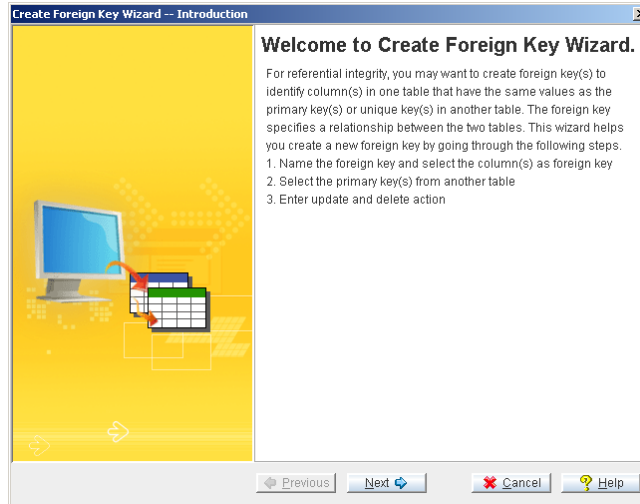 Create Foreign Key Wizard -- Introduction
Welcome to Create Foreign Key Wizard.
For referential integrity, you may want to create foreign key(s) to
identify column(s) in one table that have the same values as the
primary key(s) or unique key(s) in another table. The foreign key
specifies a relationship between the two tables. This wizard helps
you create a new foreign key by going through the following steps.
1. Name the foreign key and select the column(s) as foreign key
2. Select the primary key(s) from another table
3. Enter update and delete action
Previous Next Cancel Help